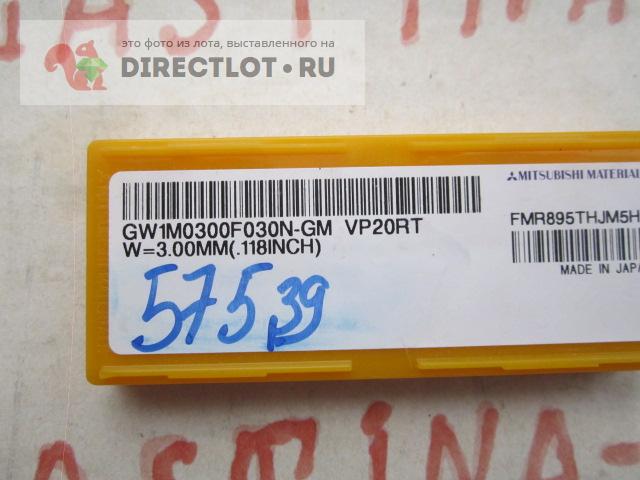 это фото из лота, выставленного на
DIRECTLOT.RU
MITSUBISHI MATERIAL
GW1M0300F030N-GM VP20RT
W=3.00MM(.118INCH)
FMR895THJM5H
MADE IN JAPA
57539